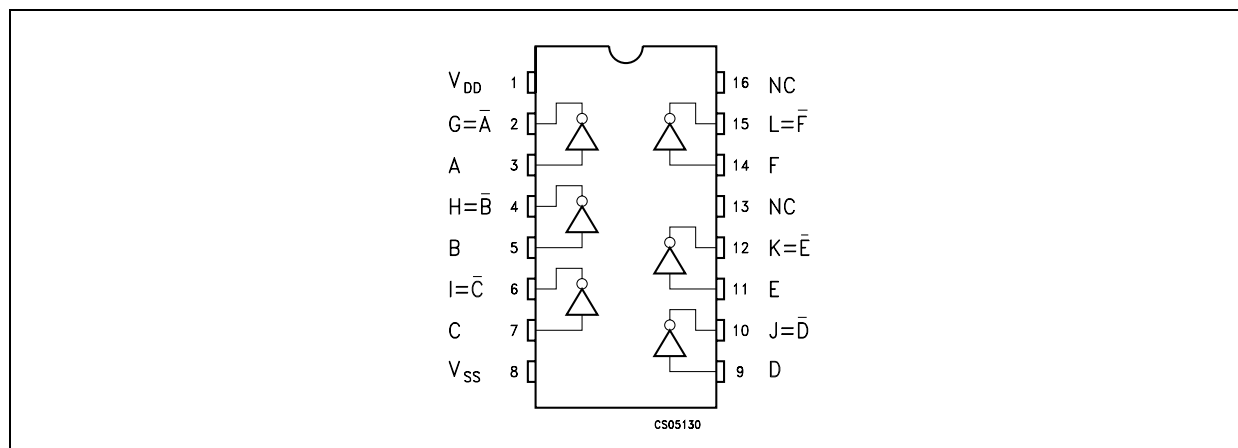 V_DD 1 16 NC
G=A̅ 2 15 L=F̅
A 3 14 F
H=B̅ 4 13 NC
B 5 12 K=E̅
I=C̅ 6 11 E
C 7 10 J=D̅
V_SS 8 9 D
CS05130